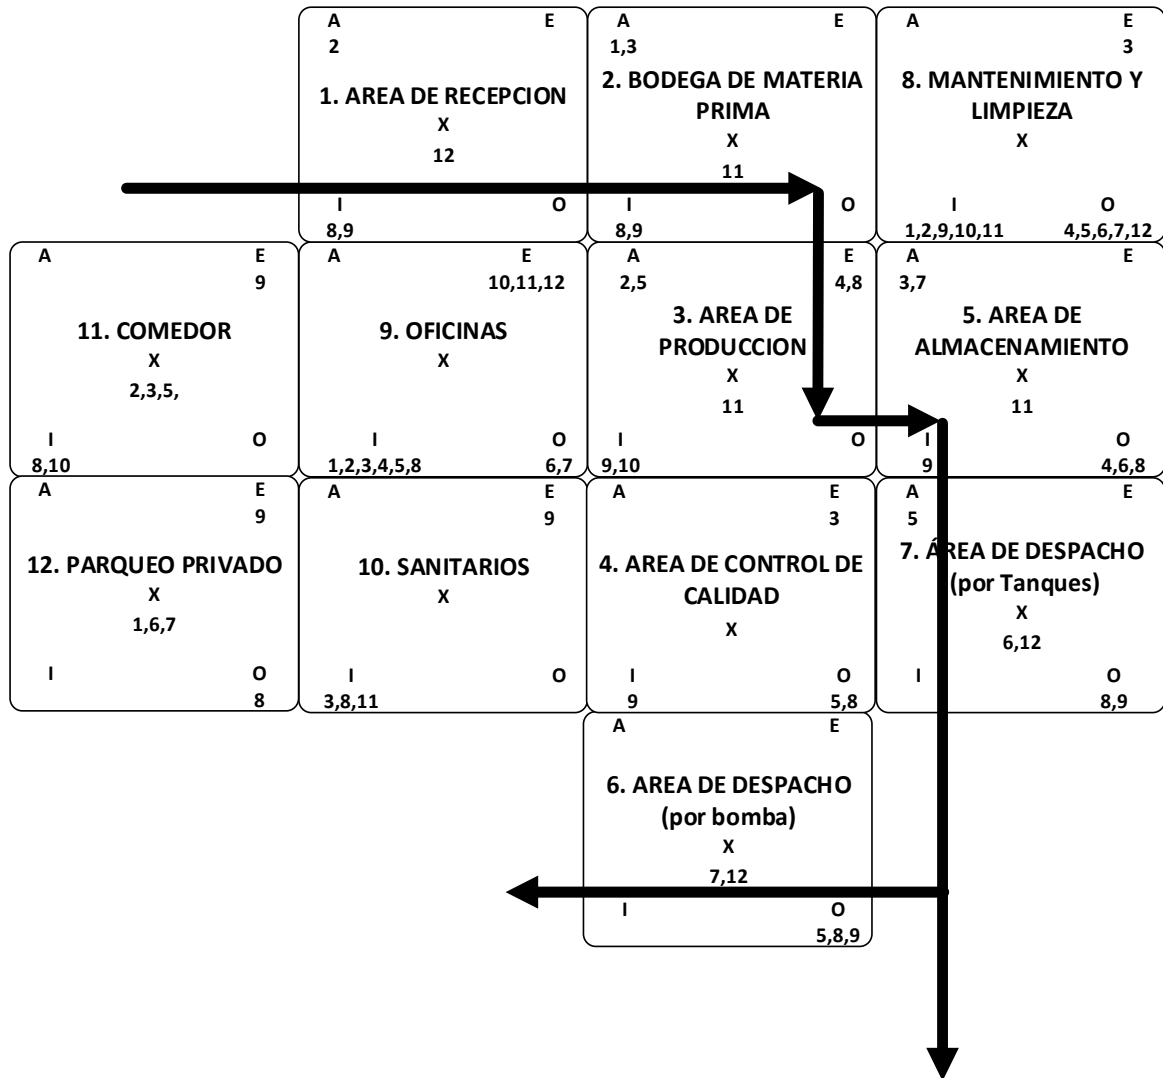 A E
2
1. AREA DE RECEPCION
X
12
I O
8,9
A E
1,3
2. BODEGA DE MATERIA
PRIMA
X
11
I O
8,9
A E
3
8. MANTENIMIENTO Y
LIMPIEZA
X
I O
1,2,9,10,11 4,5,6,7,12
A E
9
11. COMEDOR
X
2,3,5,
I O
8,10
A E
10,11,12
9. OFICINAS
X
I O
1,2,3,4,5,8 6,7
A E
2,5 4,8
3. AREA DE
PRODUCCION
X
11
I O
9,10
A E
3,7
5. AREA DE
ALMACENAMIENTO
X
11
I O
9 4,6,8
A E
9
12. PARQUEO PRIVADO
X
1,6,7
I O
8
A E
9
10. SANITARIOS
X
I O
3,8,11
A E
3
4. AREA DE CONTROL DE
CALIDAD
X
I O
9 5,8
A E
5
7. ÁREA DE DESPACHO
(por Tanques)
X
6,12
I O
8,9
A E
6. AREA DE DESPACHO
(por bomba)
X
7,12
I O
5,8,9